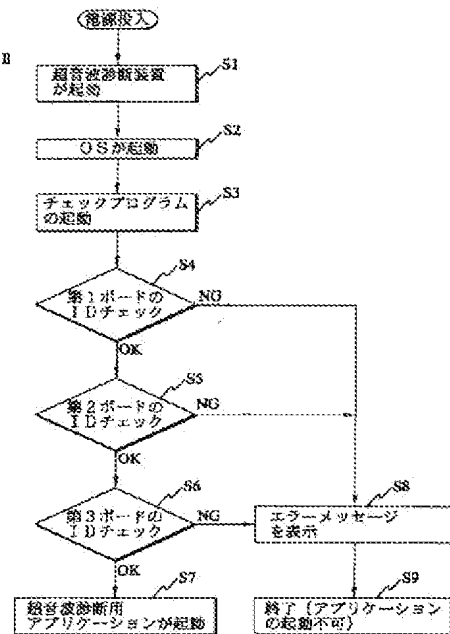 電源投入
超音波診断装置
が起動
S1
OSが起動
S2
チェックプログラム
の起動
S3
第1ボードの
IDチェック
S4
NG
OK
第2ボードの
IDチェック
S5
NG
OK
第3ボードの
IDチェック
S6
NG
OK
エラーメッセージ
を表示
S8
超音波診断用
アプリケーションが起動
S7
終了(アプリケーション
の起動不可)
S9